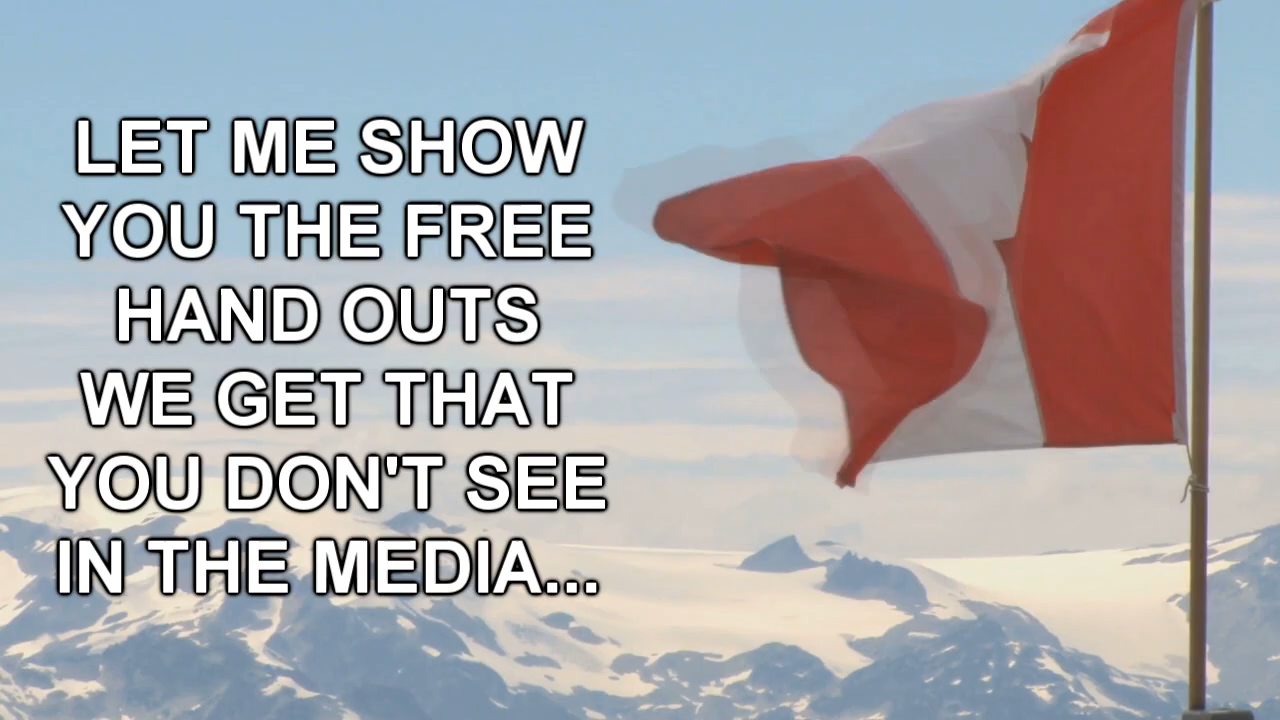 LET ME SHOW
YOU THE FREE
HAND OUTS
WE GET THAT
YOU DON'T SEE
IN THE MEDIA...